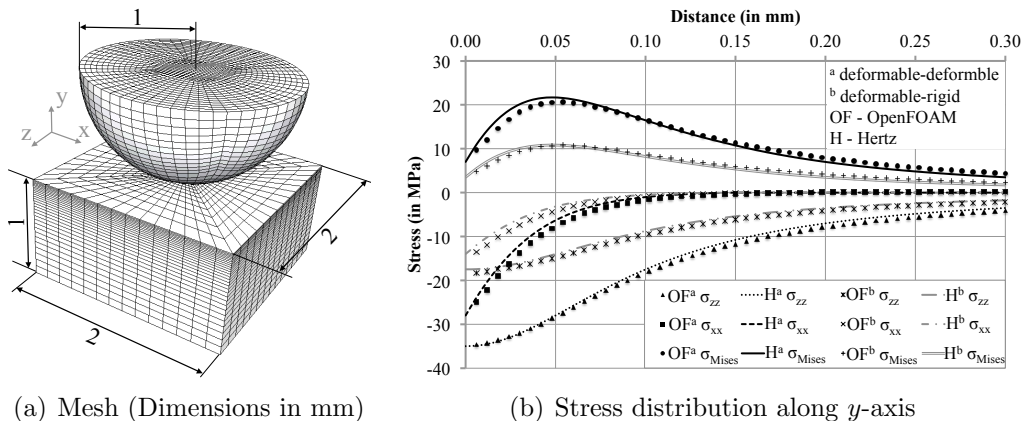 1
y
z
x
1
2
2
(a) Mesh (Dimensions in mm)
Distance (in mm)
0.00 0.05 0.10 0.15 0.20 0.25 0.30
Stress (in MPa)
30
20
10
0
-10
-20
-30
-40
ᵃ deformable-deformble
ᵇ deformable-rigid
OF - OpenFOAM
H - Hertz
OFᵃ σzz Hᵃ σzz OFᵇ σzz Hᵇ σzz
OFᵃ σxx Hᵃ σxx OFᵇ σxx Hᵇ σxx
OFᵃ σMises Hᵃ σMises OFᵇ σMises Hᵇ σMises
(b) Stress distribution along y-axis